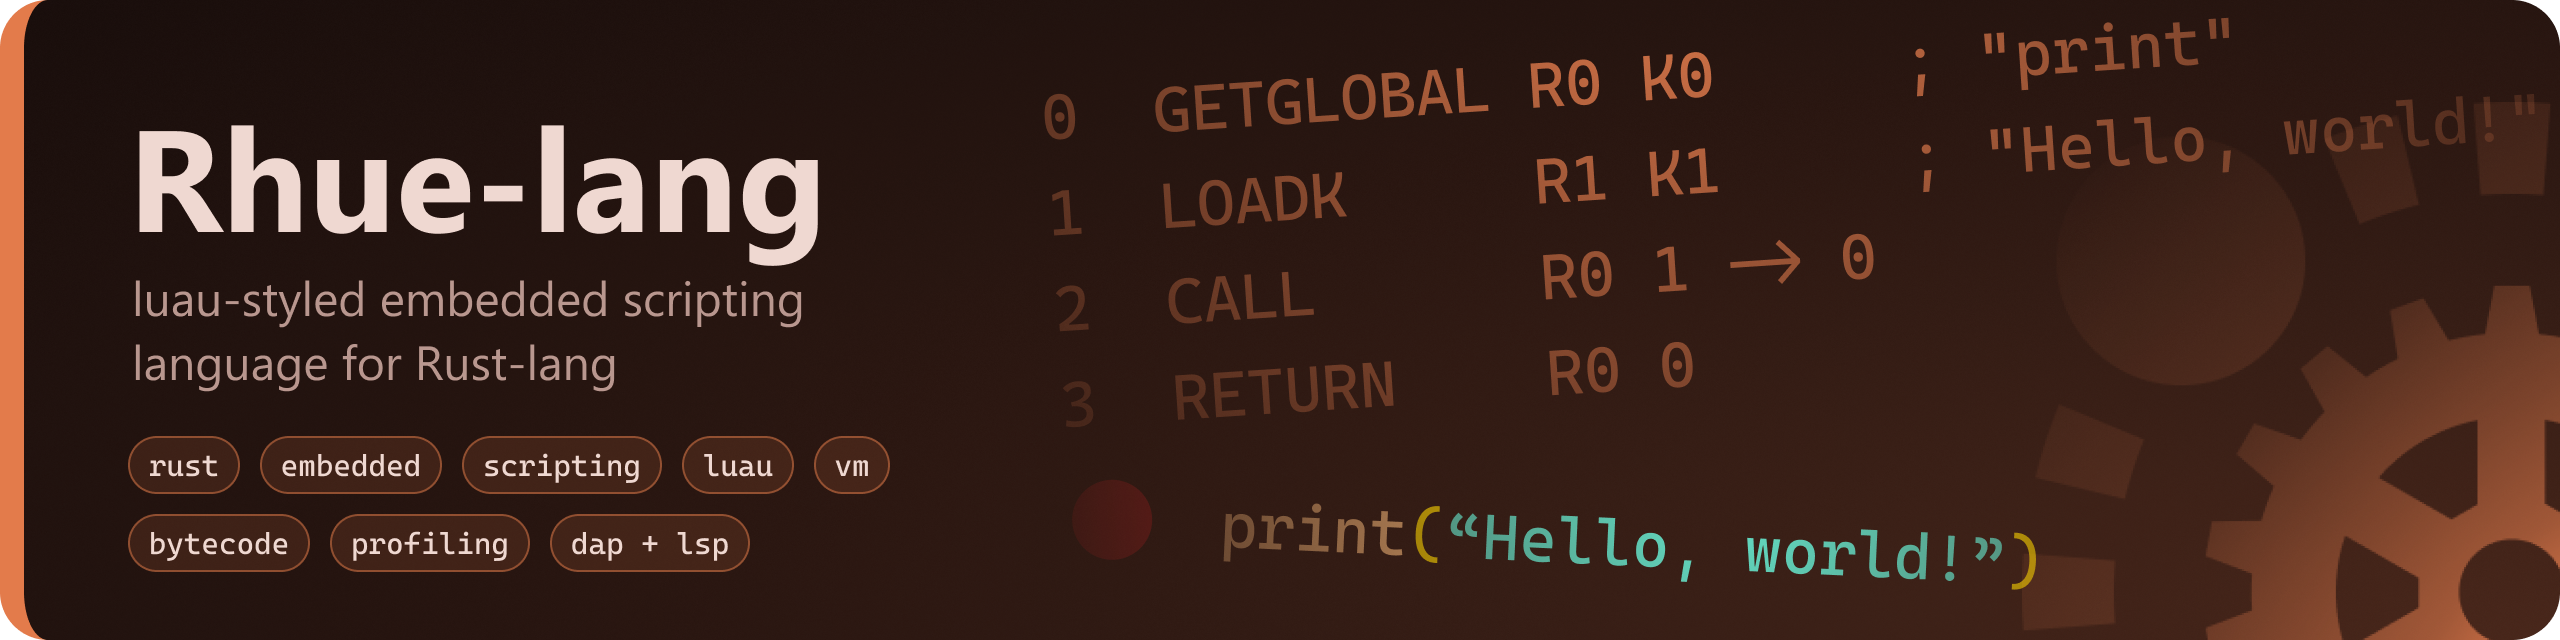 Rhue-lang
luau-styled embedded scripting
language for Rust-lang
rust embedded scripting luau vm
bytecode profiling dap + lsp
0 GETGLOBAL R0 K0 ; "print"
1 LOADK R1 K1 ; "Hello, world!"
2 CALL R0 1 → 0
3 RETURN R0 0
print(“Hello, world!”)